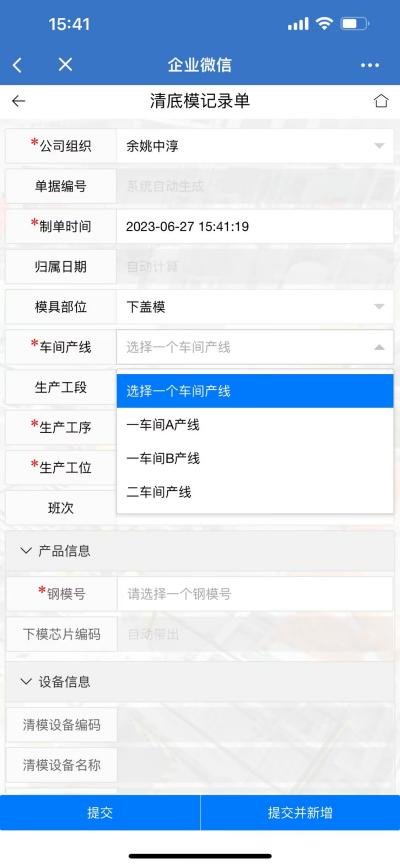 15:41
企业微信
清底模记录单
*公司组织 余姚中淳
单据编号 系统自动生成
*制单时间 2023-06-27 15:41:19
归属日期 自动计算
模具部位 下盖模
*车间产线 选择一个车间产线
生产工段 选择一个车间产线
*生产工序 一车间A产线
一车间B产线
*生产工位
二车间产线
班次
产品信息
*钢模号 请选择一个钢模号
下模芯片编码 自动带出
设备信息
清模设备编码
清模设备名称
提交 提交并新增